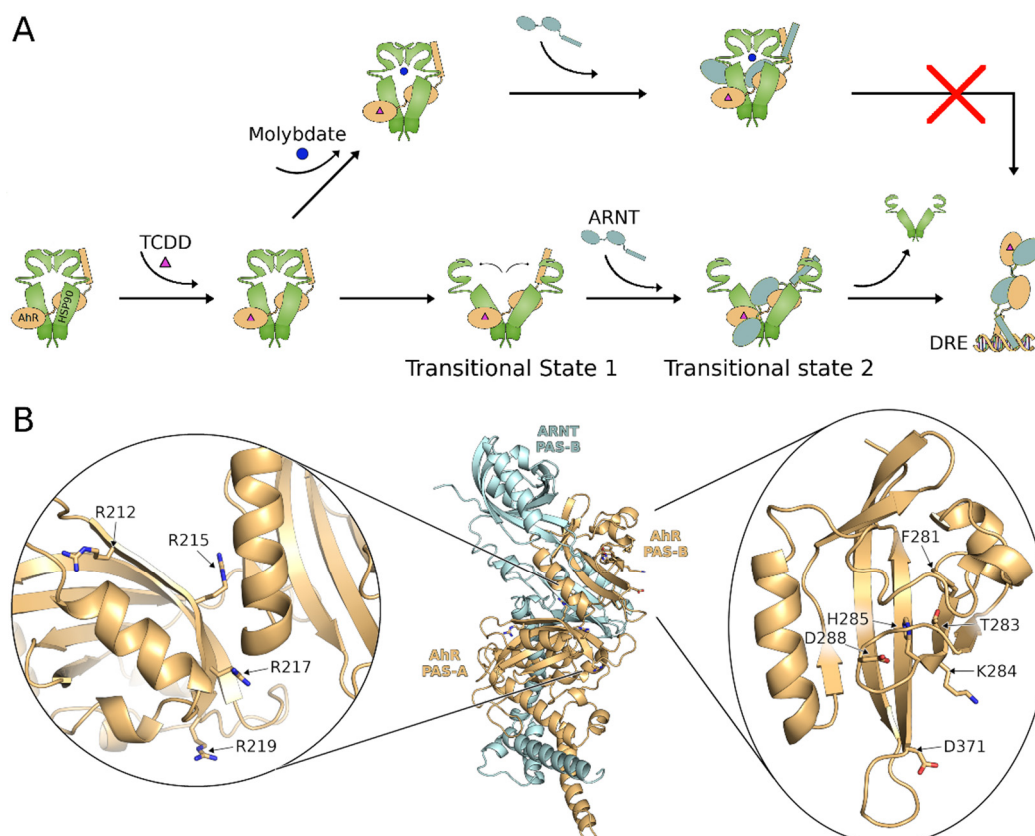 A
Molybdate
TCDD
ARNT
AhR
HSP90
DRE
Transitional State 1
Transitional state 2
B
ARNT
PAS-B
AhR
PAS-B
AhR
PAS-A
R212
R215
R217
R219
F281
H285
T283
D288
K284
D371